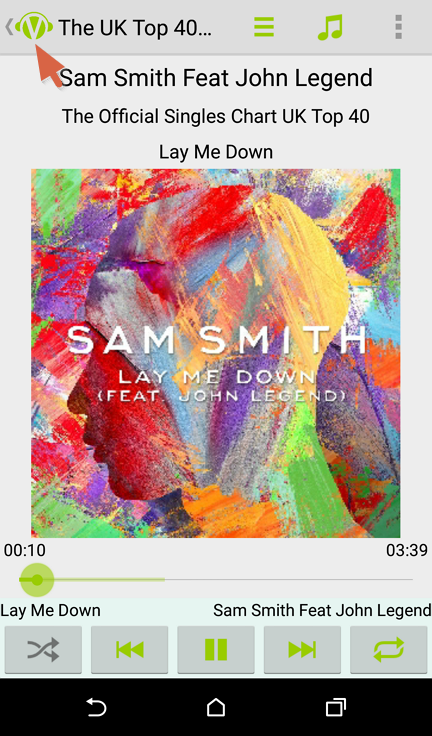 The UK Top 40...
Sam Smith Feat John Legend
The Official Singles Chart UK Top 40
Lay Me Down
SAM SMITH
LAY ME DOWN
(FEAT. JOHN LEGEND)
00:10 03:39
Lay Me Down Sam Smith Feat John Legend